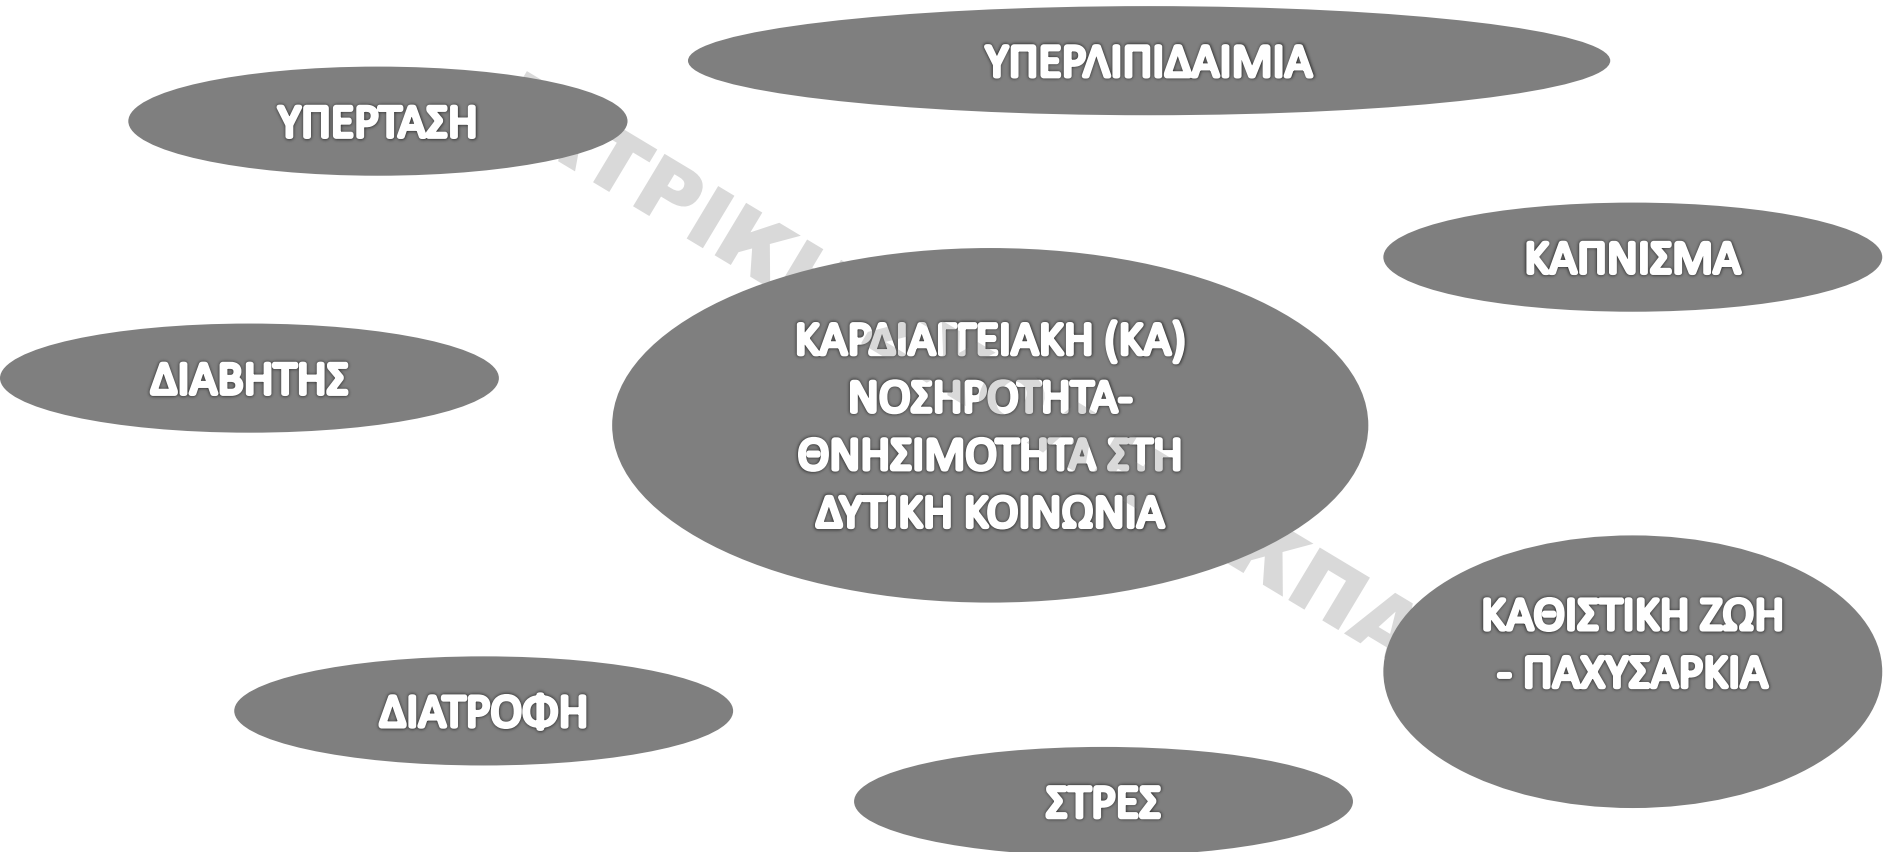 ΥΠΕΡΛΙΠΙΔΑΙΜΙΑ
ΥΠΕΡΤΑΣΗ
ΚΑΠΝΙΣΜΑ
ΚΑΡΔΙΑΓΓΕΙΑΚΗ (ΚΑ)
ΝΟΣΗΡΟΤΗΤΑ-
ΘΝΗΣΙΜΟΤΗΤΑ ΣΤΗ
ΔΥΤΙΚΗ ΚΟΙΝΩΝΙΑ
ΔΙΑΒΗΤΗΣ
ΚΑΘΙΣΤΙΚΗ ΖΩΗ
- ΠΑΧΥΣΑΡΚΙΑ
ΔΙΑΤΡΟΦΗ
ΣΤΡΕΣ